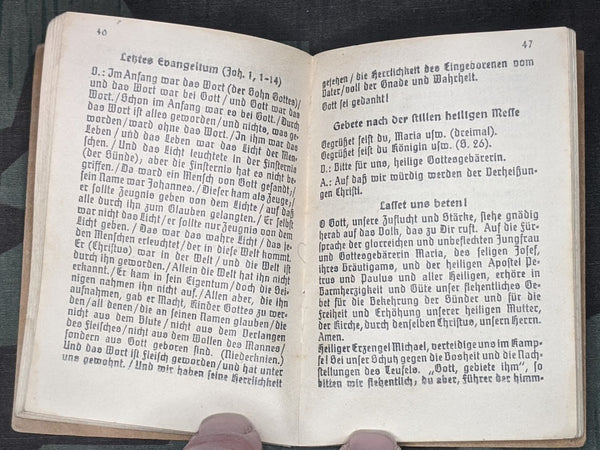 46
Letztes Evangelium (Joh. 1, 1-14)
V.: Im Anfang war das Wort (der Sohn Gottes)/
und das Wort war bei Gott / und Gott war das
Wort. / Schon im Anfang war es bei Gott. / Durch
das Wort ist alles geworden / und nichts, was ge-
worden / ward ohne das Wort. / In ihm war das
Leben / und das Leben war das Licht der Men-
schen. / Und das Licht leuchtete in der Finsternis
(der Sünde); aber die Finsternis hat es nicht be-
griffen. / Da ward ein Mensch von Gott gesandt; /
sein Name war Johannes. / Dieser kam als Zeuge; /
er sollte Zeugnis geben von dem Lichte / auf daß
alle durch ihn zum Glauben gelangten. / Er selbst
war nicht das Licht / er sollte nur Zeugnis von dem
Licht geben. / Das war das wahre Licht / das je-
den Menschen erleuchtet / der in diese Welt kommt.
Er (Christus) war in der Welt / und die Welt ist
durch ihn geworden. / Allein die Welt hat ihn nicht
erkannt. / Er kam in sein Eigentum / doch die Sei-
nigen nahmen ihn nicht auf. / Allen aber, die ihn
aufnahmen, gab er Macht, Kinder Gottes zu wer-
den / all denen / die an seinen Namen glauben / die
nicht aus dem Blute / nicht aus dem Verlangen
des Fleisches / nicht aus dem Wollen des Mannes /
sondern aus Gott geboren sind. (Niederknien.)
Und das Wort ist Fleisch geworden / und hat unter
uns gewohnt. / Und wir haben seine Herrlichkeit
47
gesehen / die Herrlichkeit des Eingeborenen vom
Vater / voll der Gnade und Wahrheit.
Gott sei gedankt!
Gebete nach der stillen heiligen Messe
Gegrüßet seist du, Maria usw. (dreimal).
Gegrüßet seist du Königin usw. (S. 26).
V.: Bitte für uns, heilige Gottesgebärerin.
A.: Auf daß wir würdig werden der Verheißun-
gen Christi.
Lasset uns beten!
O Gott, unsere Zuflucht und Stärke, siehe gnädig
herab auf das Volk, das zu Dir ruft. Auf die Für-
sprache der glorreichen und unbefleckten Jungfrau
und Gottesgebärerin Maria, des seligen Josef,
ihres Bräutigams, und der heiligen Apostel Pe-
trus und Paulus und aller Heiligen, erhöre in
Barmherzigkeit und Güte unser flehentliches Ge-
bet für die Bekehrung der Sünder und für die
Freiheit und Erhöhung unserer heiligen Mutter,
der Kirche, durch denselben Christus, unsern Herrn.
Amen.
Heiliger Erzengel Michael, verteidige uns im Kamp-
fe! Sei unser Schutz gegen die Bosheit und die Nach-
stellungen des Teufels. „Gott, gebiete ihm", so
bitten wir flehentlich; du aber, Führer der himm-